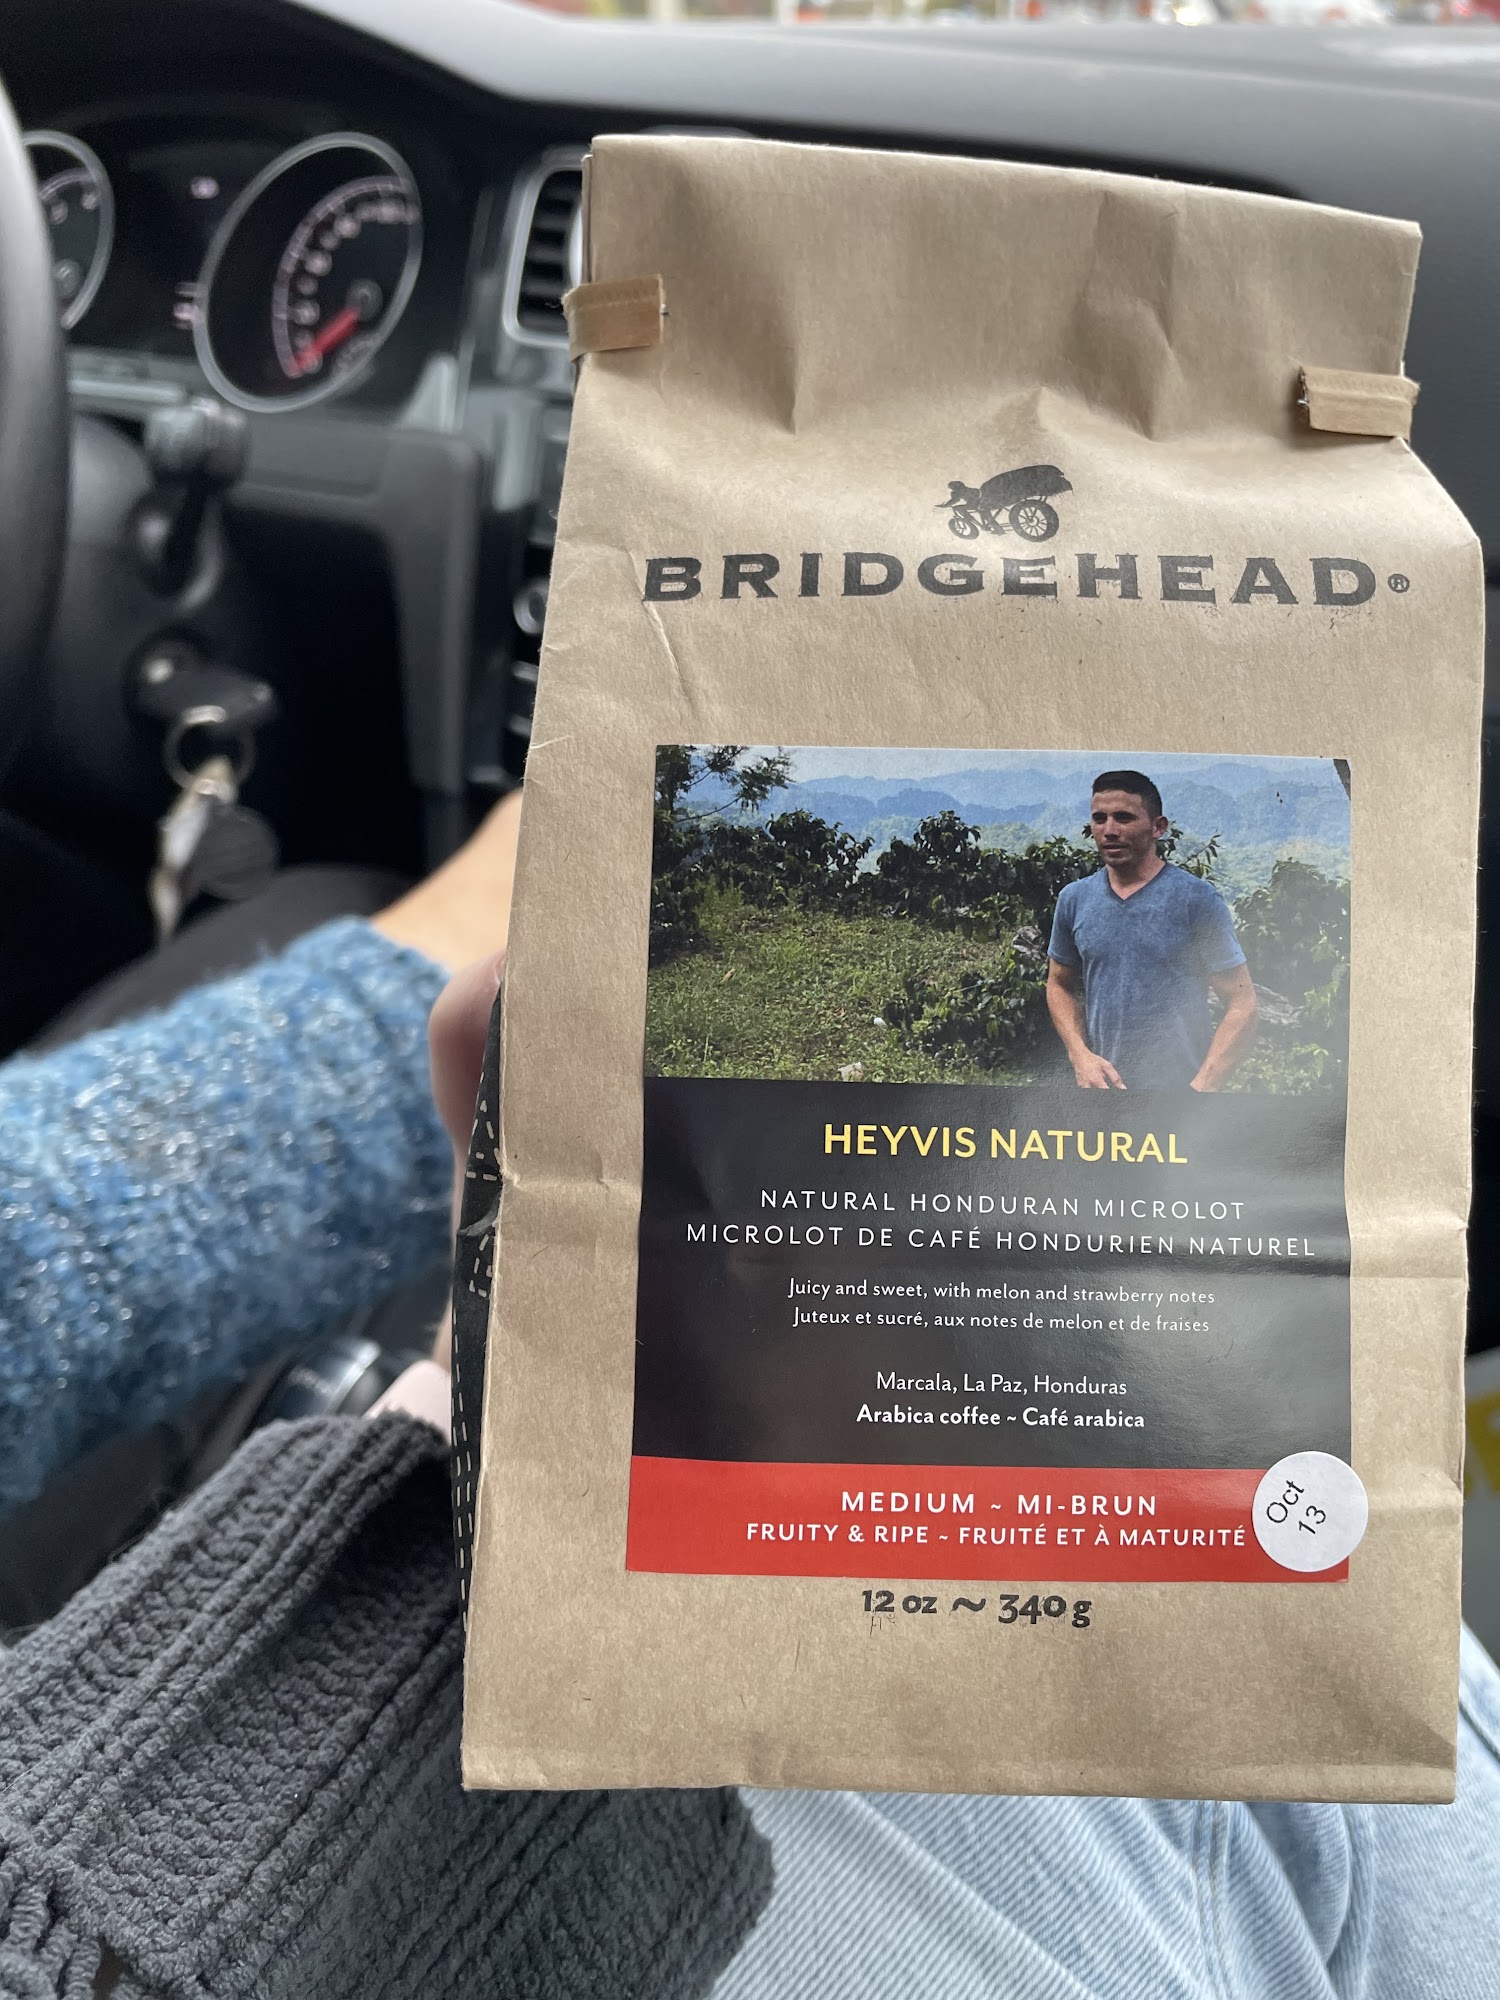 BRIDGEHEAD®
HEYVIS NATURAL
NATURAL HONDURAN MICROLOT
MICROLOT DE CAFÉ HONDURIEN NATUREL
Juicy and sweet, with melon and strawberry notes
Juteux et sucré, aux notes de melon et de fraises
Marcala, La Paz, Honduras
Arabica coffee ~ Café arabica
MEDIUM ~ MI-BRUN
FRUITY & RIPE ~ FRUITÉ ET À MATURITÉ
Oct
13
12 oz ~ 340 g